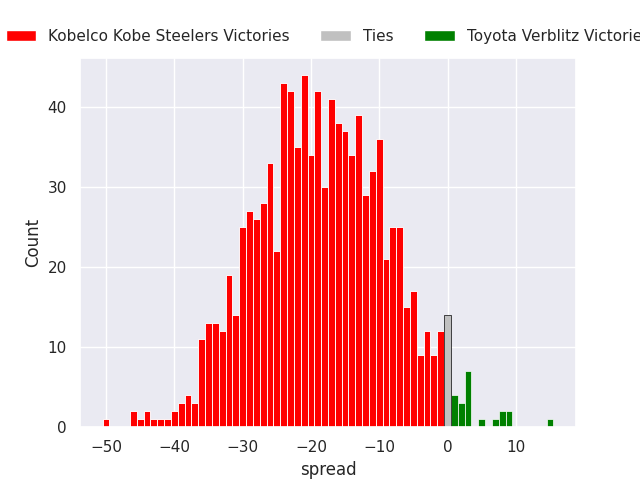 Kobelco Kobe Steelers Victories Ties Toyota Verblitz Victorie
40
30
20
10
0
Count
−50 −40 −30 −20 −10 0 10
spread